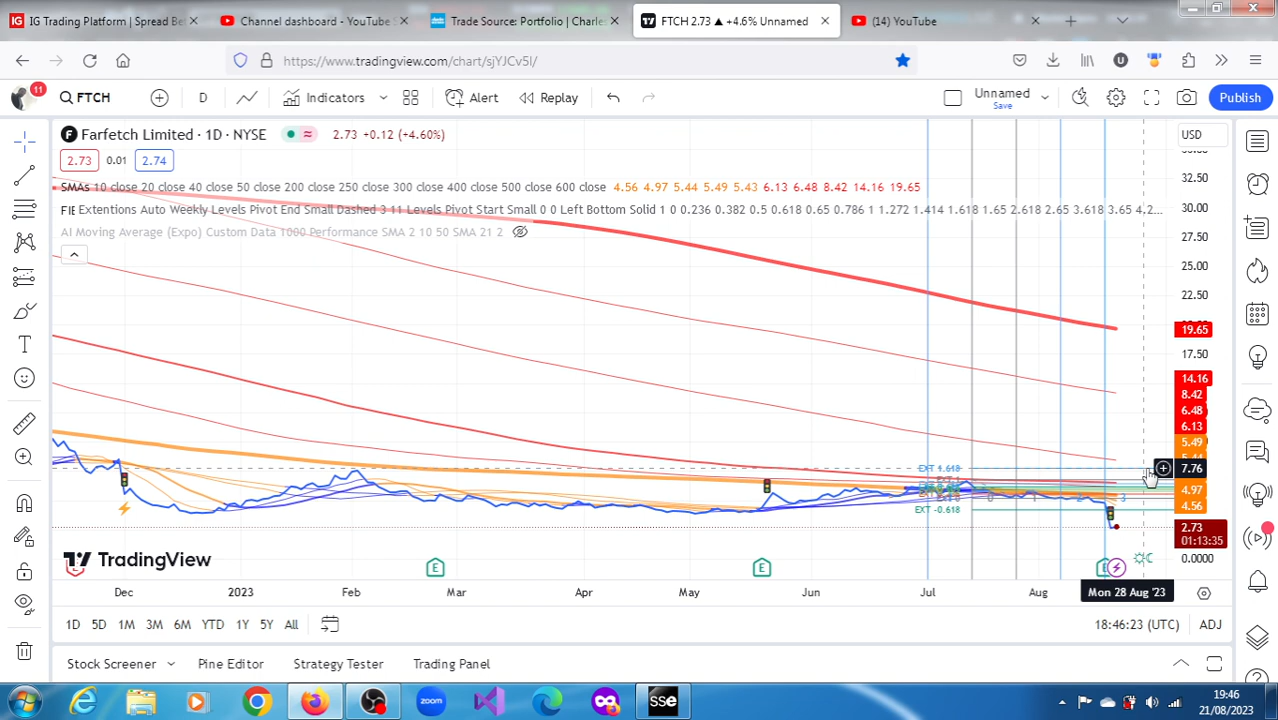 IG Trading Platform | Spread Be
Channel dashboard - YouTube S
Trade Source: Portfolio | Charle
FTCH 2.73 ▲ +4.6% Unnamed
(14) YouTube
https://www.tradingview.com/chart/sjYJCv5I/
11
FTCH
D
Indicators
Alert
Replay
Unnamed
Save
Publish
Farfetch Limited · 1D · NYSE
2.73 +0.12 (+4.60%)
USD
2.73
0.01
2.74
SMAs 10 close 20 close 40 close 50 close 200 close 250 close 300 close 400 close 500 close 600 close 4.56 4.97 5.44 5.49 5.43 6.13 6.48 8.42 14.16 19.65
Extentions Auto Weekly Levels Pivot End Small Dashed 3 11 Levels Pivot Start Small 0 0 Left Bottom Solid 1 0 0.236 0.382 0.5 0.618 0.65 0.786 1 1.272 1.414 1.618 1.65 2.618 2.65 3.618 3.65 4.2...
AI Moving Average (Expo) Custom Data 1000 Performance SMA 2 10 50 SMA 21 2
32.50
30.00
27.50
25.00
22.50
19.65
17.50
14.16
8.42
6.48
6.13
5.49
7.76
4.97
4.56
2.73
01:13:35
0.0000
EXT 1.618
EXT -0.618
0
1
2
3
TradingView
E
E
E
Dec
2023
Feb
Mar
Apr
May
Jun
Jul
Aug
Mon 28 Aug '23
1D
5D
1M
3M
6M
YTD
1Y
5Y
All
18:46:23 (UTC)
ADJ
Stock Screener
Pine Editor
Strategy Tester
Trading Panel
zoom
SSE
19:46
21/08/2023